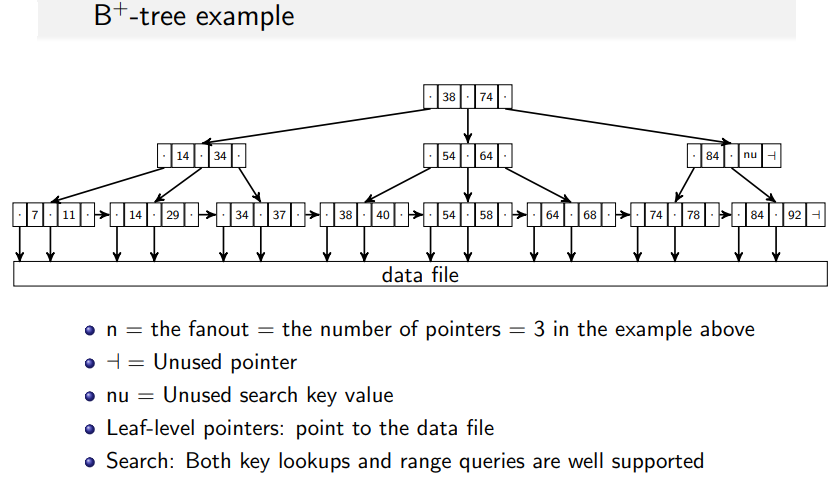 B+-tree example
· 38 · 74 ·
· 14 · 34 ·
· 54 · 64 ·
· 84 · nu ⊣
· 7 · 11 ·
· 14 · 29 ·
· 34 · 37 ·
· 38 · 40 ·
· 54 · 58 ·
· 64 · 68 ·
· 74 · 78 ·
· 84 · 92 ⊣
data file
n = the fanout = the number of pointers = 3 in the example above
⊣ = Unused pointer
nu = Unused search key value
Leaf-level pointers: point to the data file
Search: Both key lookups and range queries are well supported